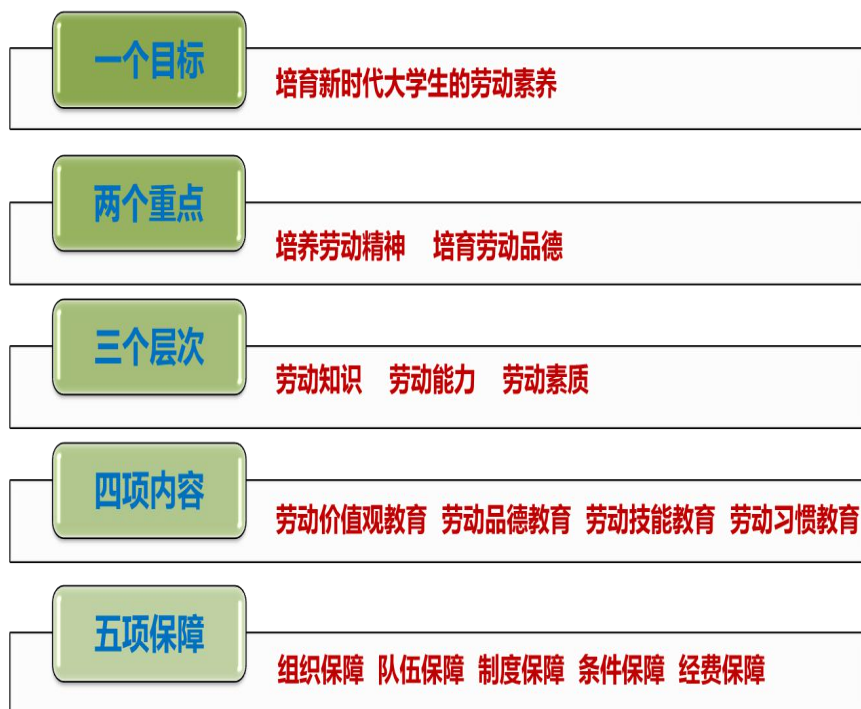 一个目标
培育新时代大学生的劳动素养
两个重点
培养劳动精神 培育劳动品德
三个层次
劳动知识 劳动能力 劳动素质
四项内容
劳动价值观教育 劳动品德教育 劳动技能教育 劳动习惯教育
五项保障
组织保障 队伍保障 制度保障 条件保障 经费保障